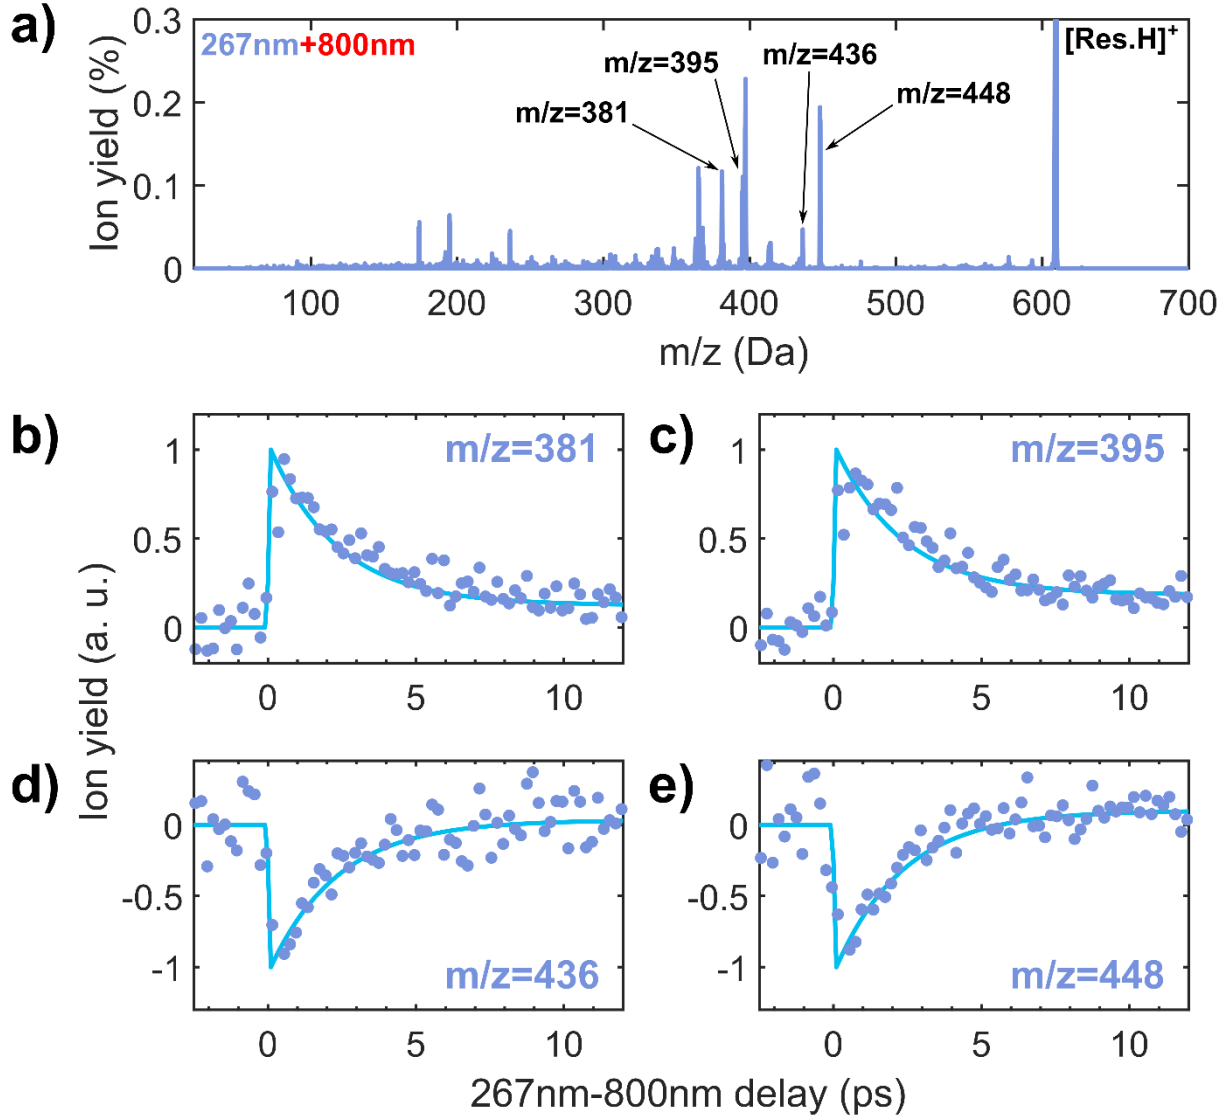 a)
267nm+800nm
[Res.H]+
m/z=381
m/z=395
m/z=436
m/z=448
Ion yield (%)
0.3
0.2
0.1
0
100 200 300 400 500 600 700
m/z (Da)
b)
m/z=381
1
0.5
0
0 5 10
c)
m/z=395
1
0.5
0
0 5 10
Ion yield (a. u.)
d)
0
-0.5
-1
m/z=436
0 5 10
e)
0
-0.5
-1
m/z=448
0 5 10
267nm-800nm delay (ps)